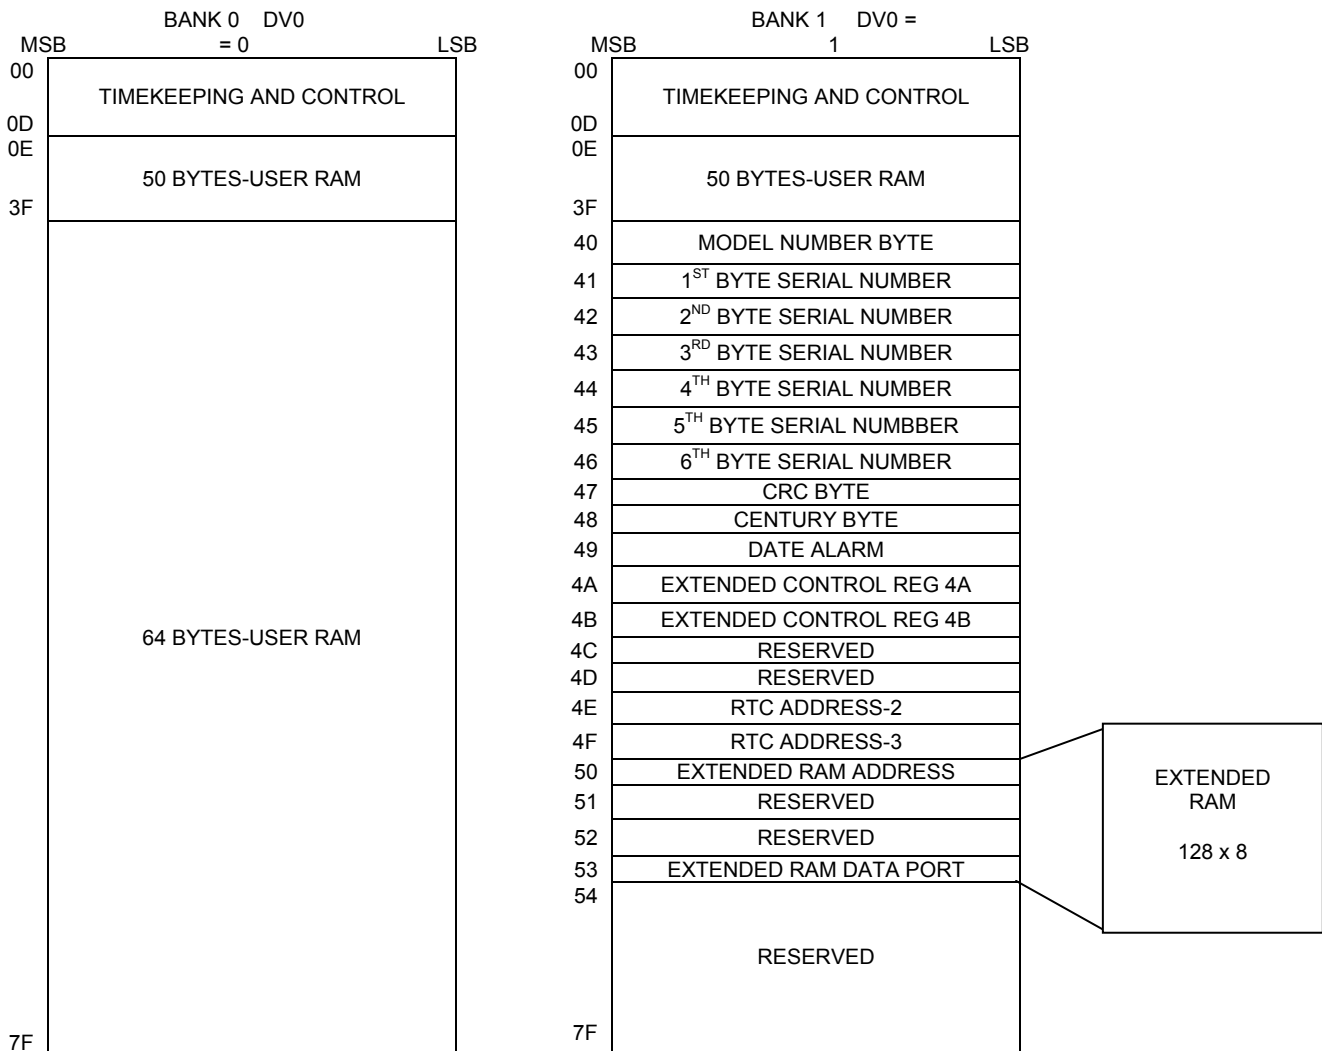 BANK 0 DV0
= 0
MSB LSB
00
TIMEKEEPING AND CONTROL
0D
0E
50 BYTES-USER RAM
3F
64 BYTES-USER RAM
7F
BANK 1 DV0 =
1
MSB LSB
00
TIMEKEEPING AND CONTROL
0D
0E
50 BYTES-USER RAM
3F
40 MODEL NUMBER BYTE
41 1ST BYTE SERIAL NUMBER
42 2ND BYTE SERIAL NUMBER
43 3RD BYTE SERIAL NUMBER
44 4TH BYTE SERIAL NUMBER
45 5TH BYTE SERIAL NUMBBER
46 6TH BYTE SERIAL NUMBER
47 CRC BYTE
48 CENTURY BYTE
49 DATE ALARM
4A EXTENDED CONTROL REG 4A
4B EXTENDED CONTROL REG 4B
4C RESERVED
4D RESERVED
4E RTC ADDRESS-2
4F RTC ADDRESS-3
50 EXTENDED RAM ADDRESS
51 RESERVED
52 RESERVED
53 EXTENDED RAM DATA PORT
54
RESERVED
7F
EXTENDED
RAM
128 x 8